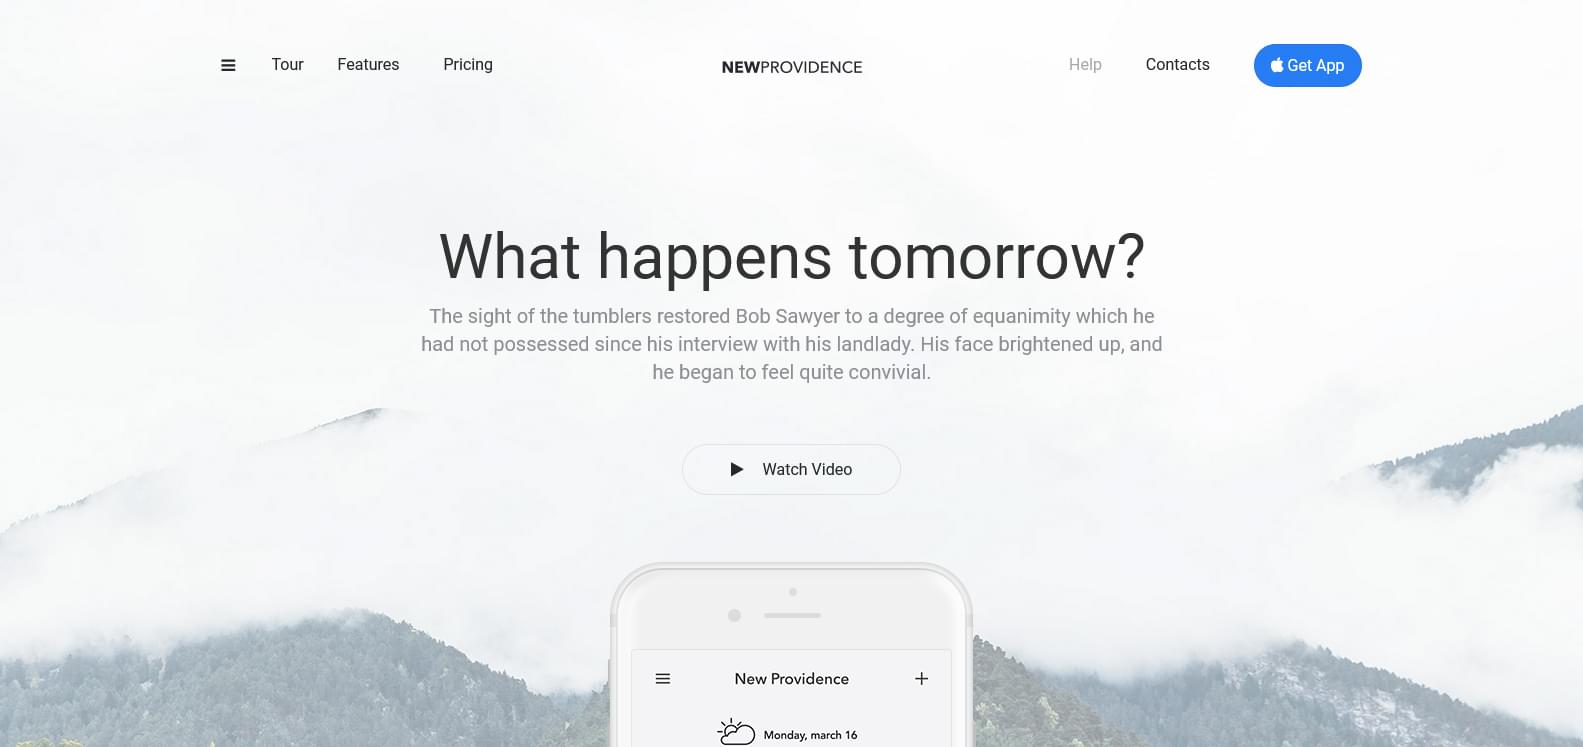 Tour Features Pricing NEWPROVIDENCE Help Contacts Get App
What happens tomorrow?
The sight of the tumblers restored Bob Sawyer to a degree of equanimity which he
had not possessed since his interview with his landlady. His face brightened up, and
he began to feel quite convivial.
Watch Video
New Providence
Monday, march 16